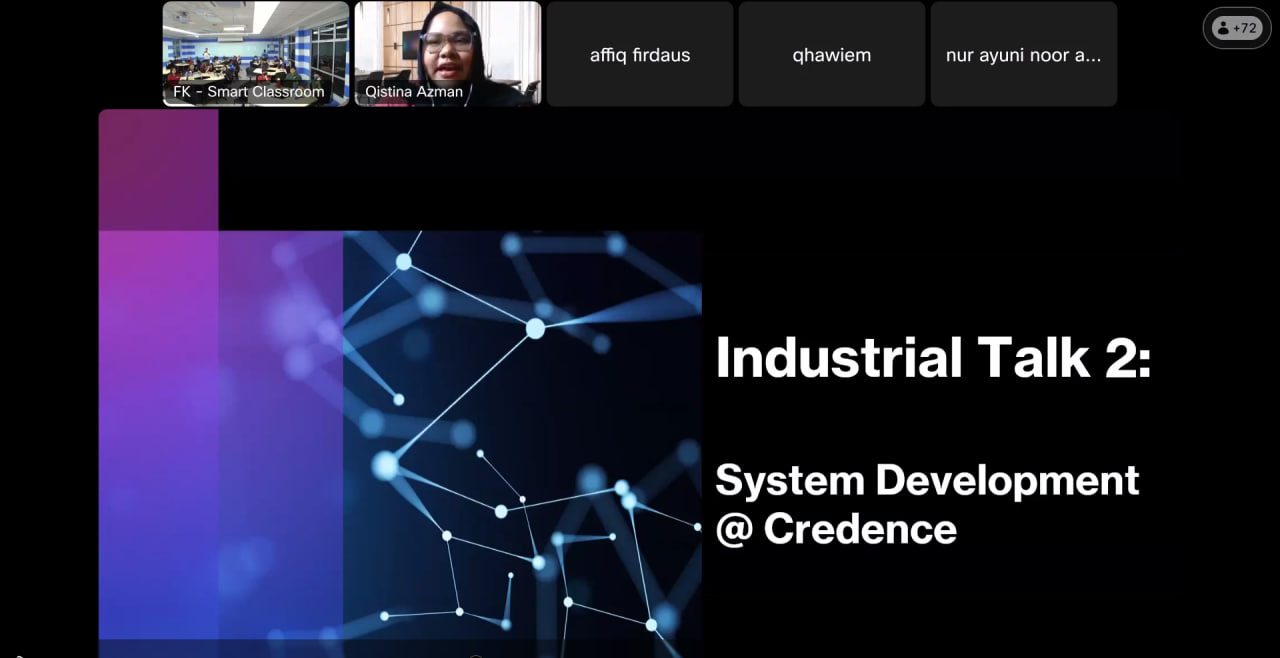 FK - Smart Classroom
Qistina Azman
affiq firdaus
qhawiem
nur ayuni noor a...
+72
Industrial Talk 2:
System Development
@ Credence